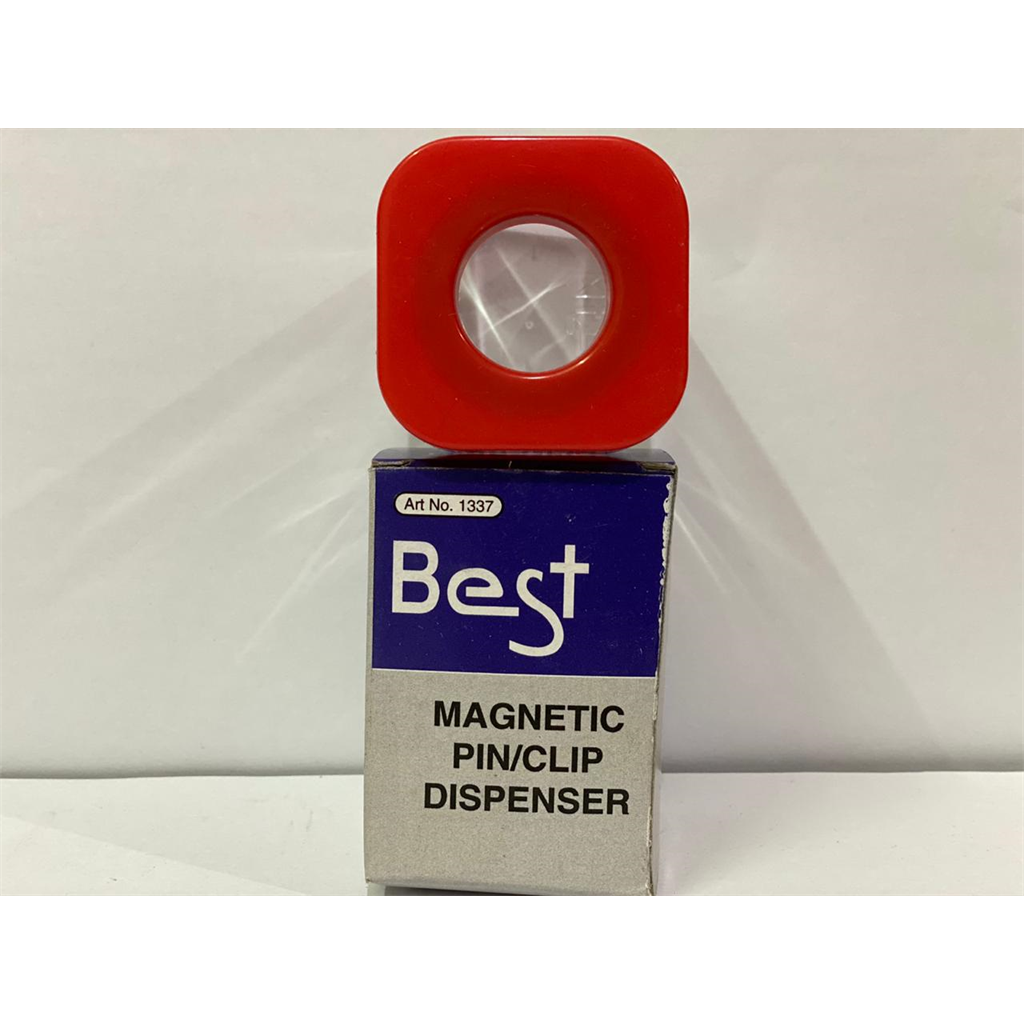 Art No. 1337
Best
MAGNETIC
PIN/CLIP
DISPENSER